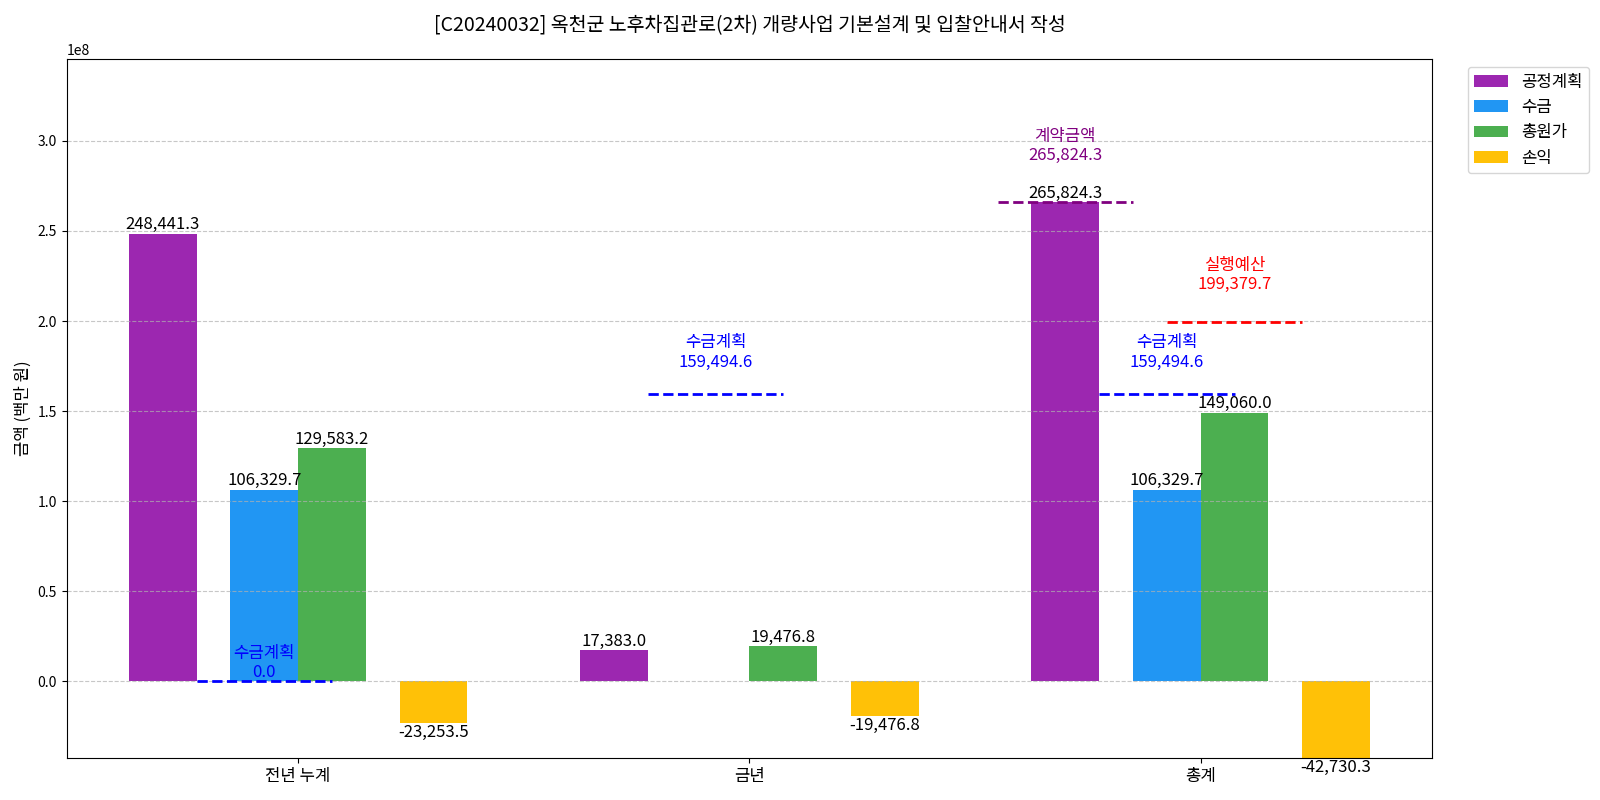 [C20240032] 옥천군 노후차집관로(2차) 개량사업 기본설계 및 입찰안내서 작성
1e8
공정계획
수금
총원가
손익
금액 (백만 원)
3.0
2.5
2.0
1.5
1.0
0.5
0.0
248,441.3
106,329.7
129,583.2
수금계획
0.0
-23,253.5
수금계획
159,494.6
17,383.0
19,476.8
-19,476.8
계약금액
265,824.3
265,824.3
실행예산
199,379.7
수금계획
159,494.6
149,060.0
106,329.7
-42,730.3
전년 누계
금년
총계